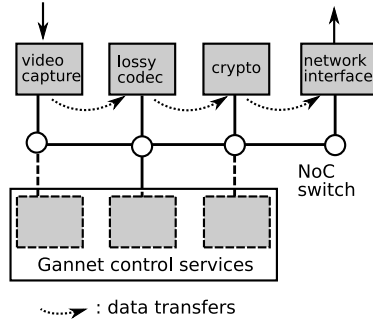 video
capture
lossy
codec
crypto
network
interface
NoC
switch
Gannet control services
: data transfers